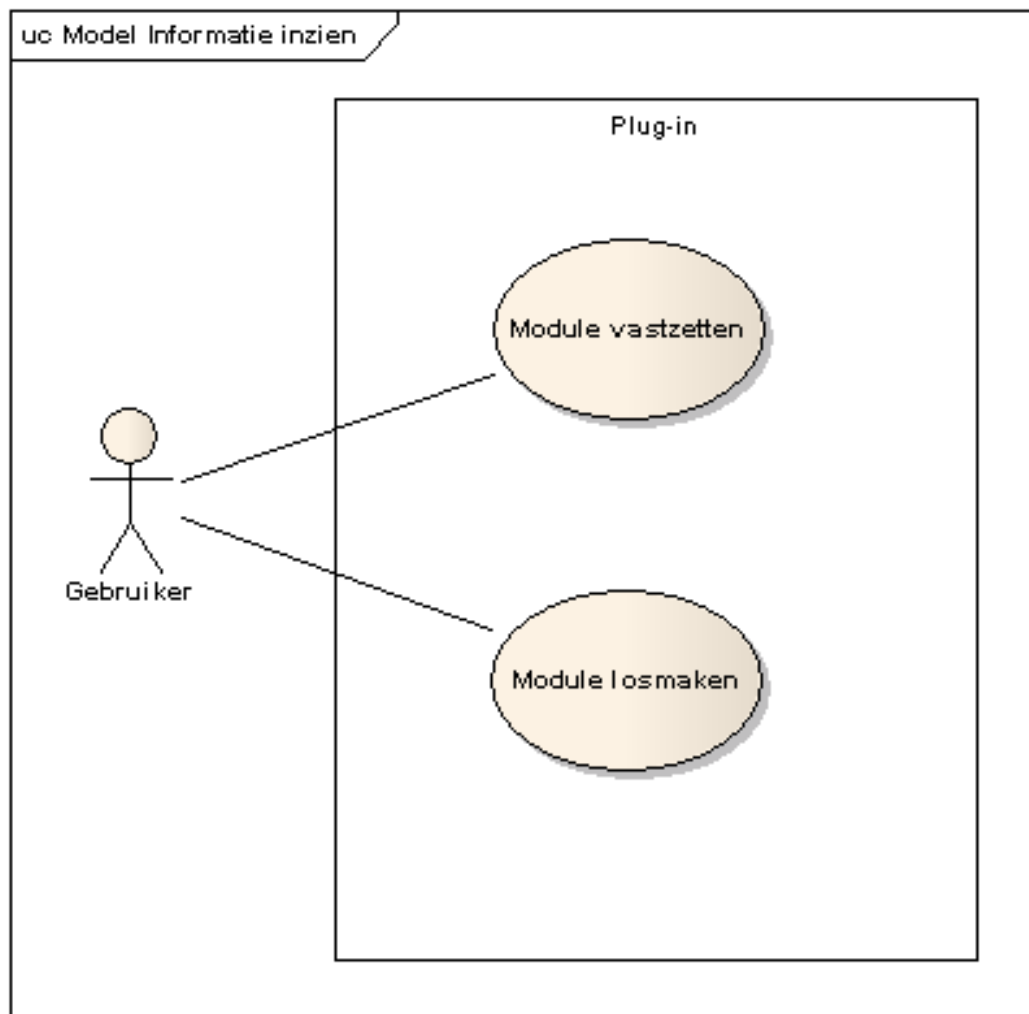 uc Model Informatie inzien
Plug-in
Module vastzetten
Gebruiker
Module losmaken